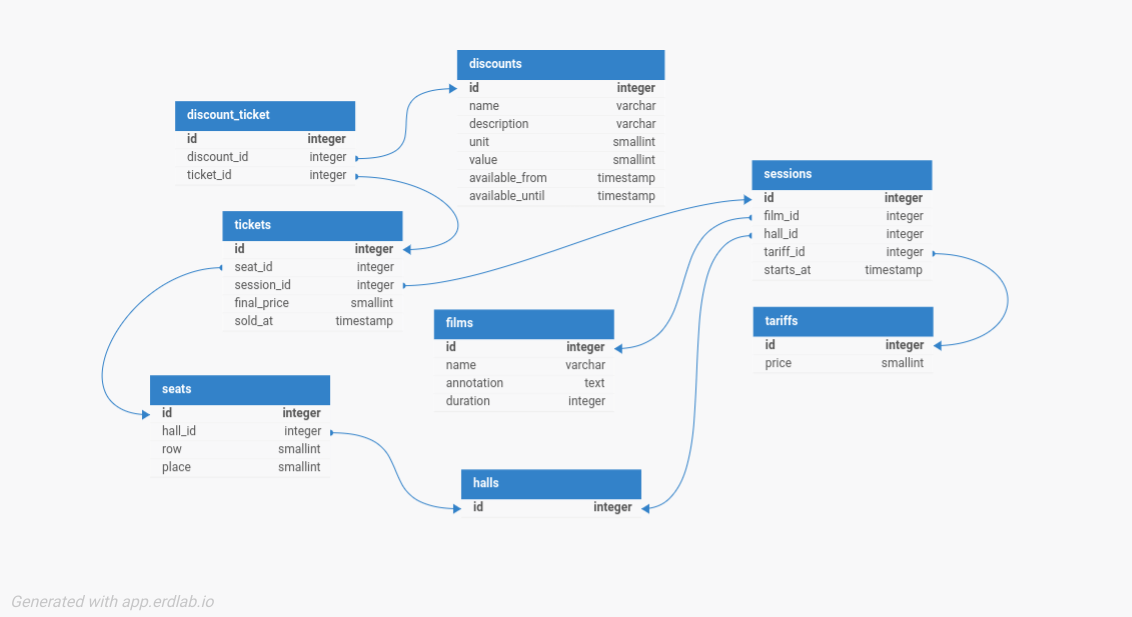 discounts
id integer
name varchar
description varchar
unit smallint
value smallint
available_from timestamp
available_until timestamp
discount_ticket
id integer
discount_id integer
ticket_id integer
sessions
id integer
film_id integer
hall_id integer
tariff_id integer
starts_at timestamp
tickets
id integer
seat_id integer
session_id integer
final_price smallint
sold_at timestamp
films
id integer
name varchar
annotation text
duration integer
tariffs
id integer
price smallint
seats
id integer
hall_id integer
row smallint
place smallint
halls
id integer
Generated with app.erdlab.io